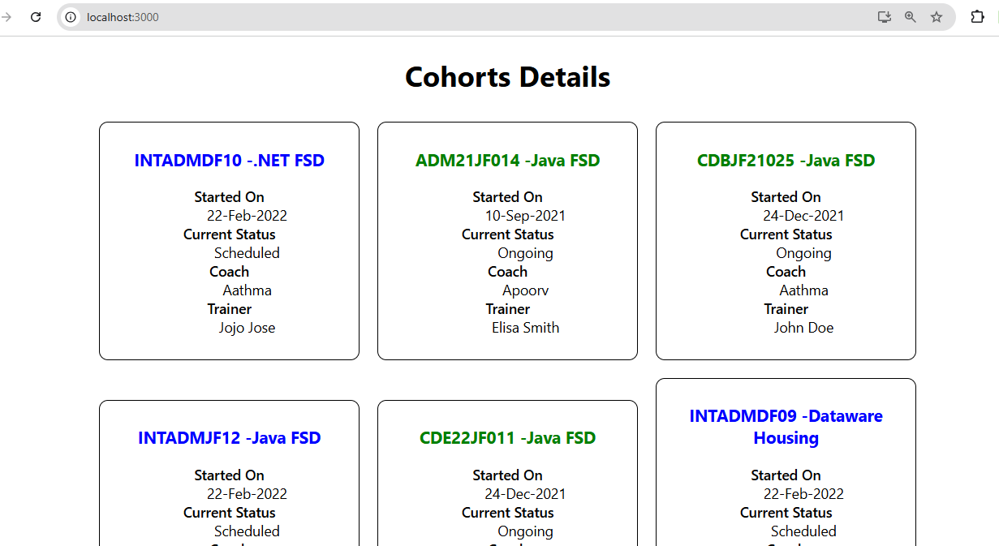 localhost:3000
Cohorts Details
INTADMDF10 -.NET FSD
Started On
22-Feb-2022
Current Status
Scheduled
Coach
Aathma
Trainer
Jojo Jose
ADM21JF014 -Java FSD
Started On
10-Sep-2021
Current Status
Ongoing
Coach
Apoorv
Trainer
Elisa Smith
CDBJF21025 -Java FSD
Started On
24-Dec-2021
Current Status
Ongoing
Coach
Aathma
Trainer
John Doe
INTADMJF12 -Java FSD
Started On
22-Feb-2022
Current Status
Scheduled
CDE22JF011 -Java FSD
Started On
24-Dec-2021
Current Status
Ongoing
INTADMDF09 -Dataware
Housing
Started On
22-Feb-2022
Current Status
Scheduled